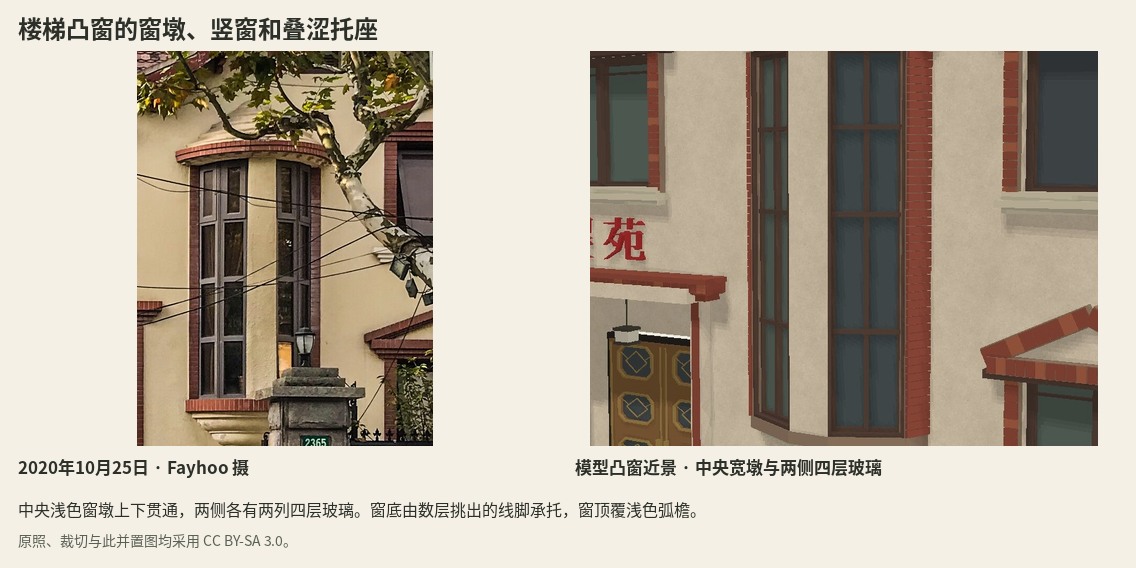 楼梯凸窗的窗墩、竖窗和叠涩托座
苑
2365
2020年10月25日 · Fayhoo 摄
模型凸窗近景 · 中央宽墩与两侧四层玻璃
中央浅色窗墩上下贯通，两侧各有两列四层玻璃。窗底由数层挑出的线脚承托，窗顶覆浅色弧檐。
原照、裁切与此并置图均采用 CC BY-SA 3.0。